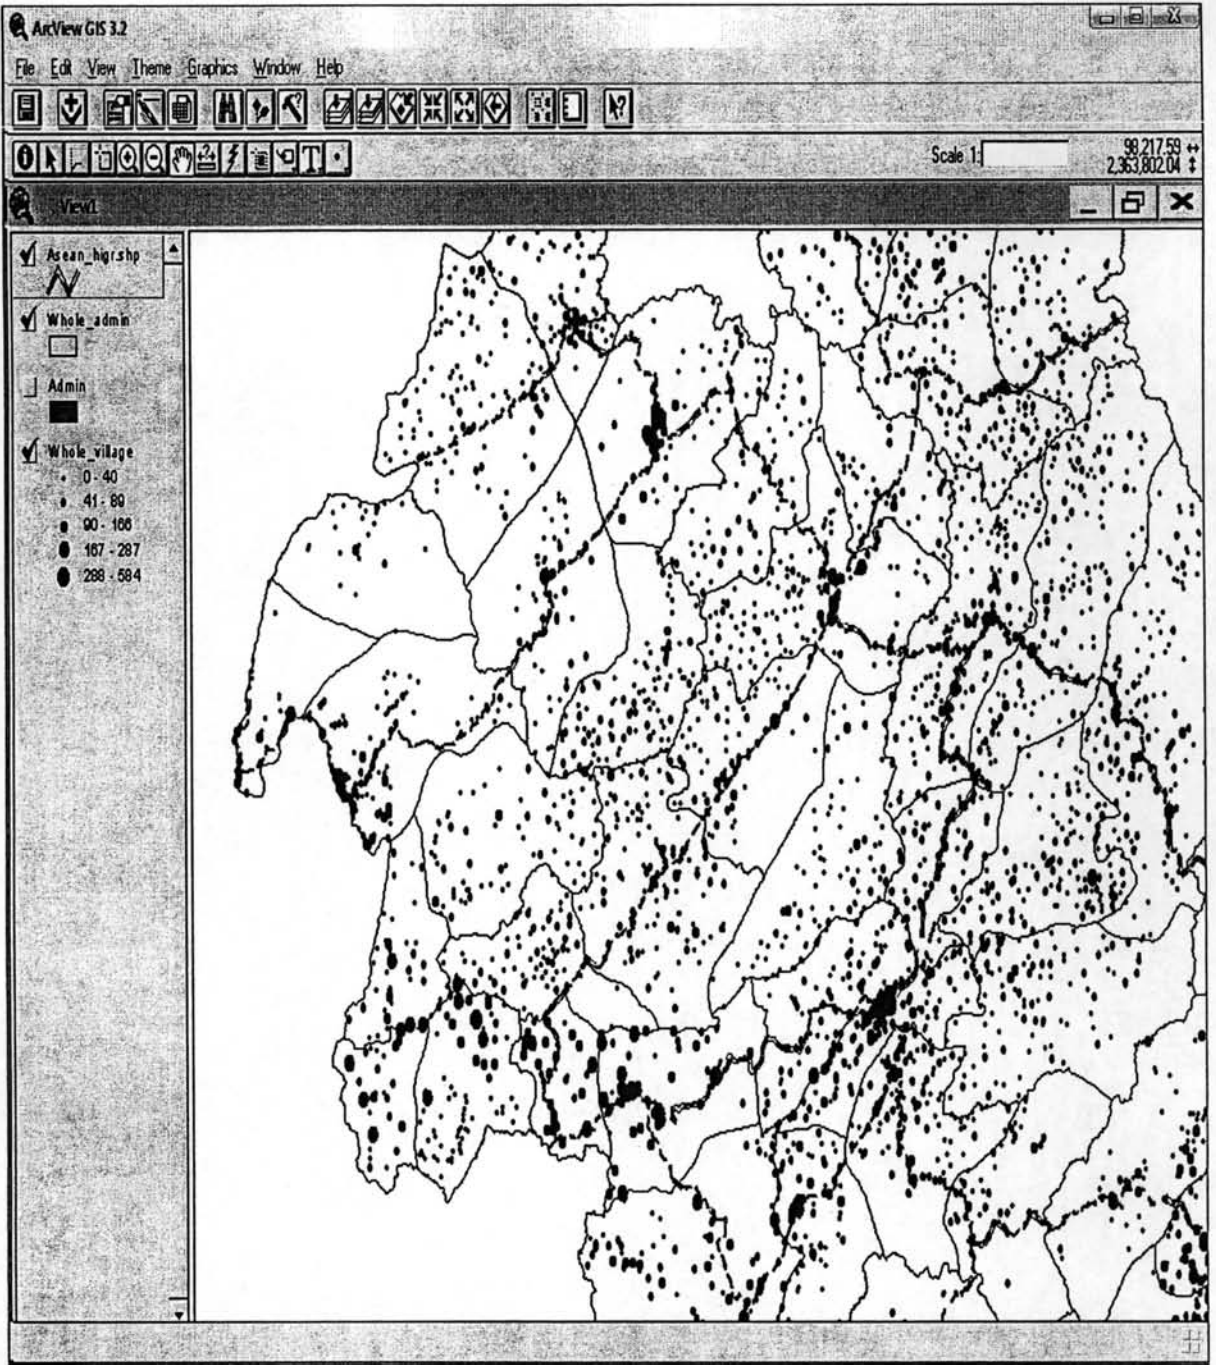 ArcView GIS 3.2
File Edit View Theme Graphics Window Help
Scale 1:
98,217.59
2,363,802.04
View1
Asean_higr.shp
Whole_admin
Admin
Whole_village
0 - 40
41 - 89
90 - 166
167 - 287
288 - 584